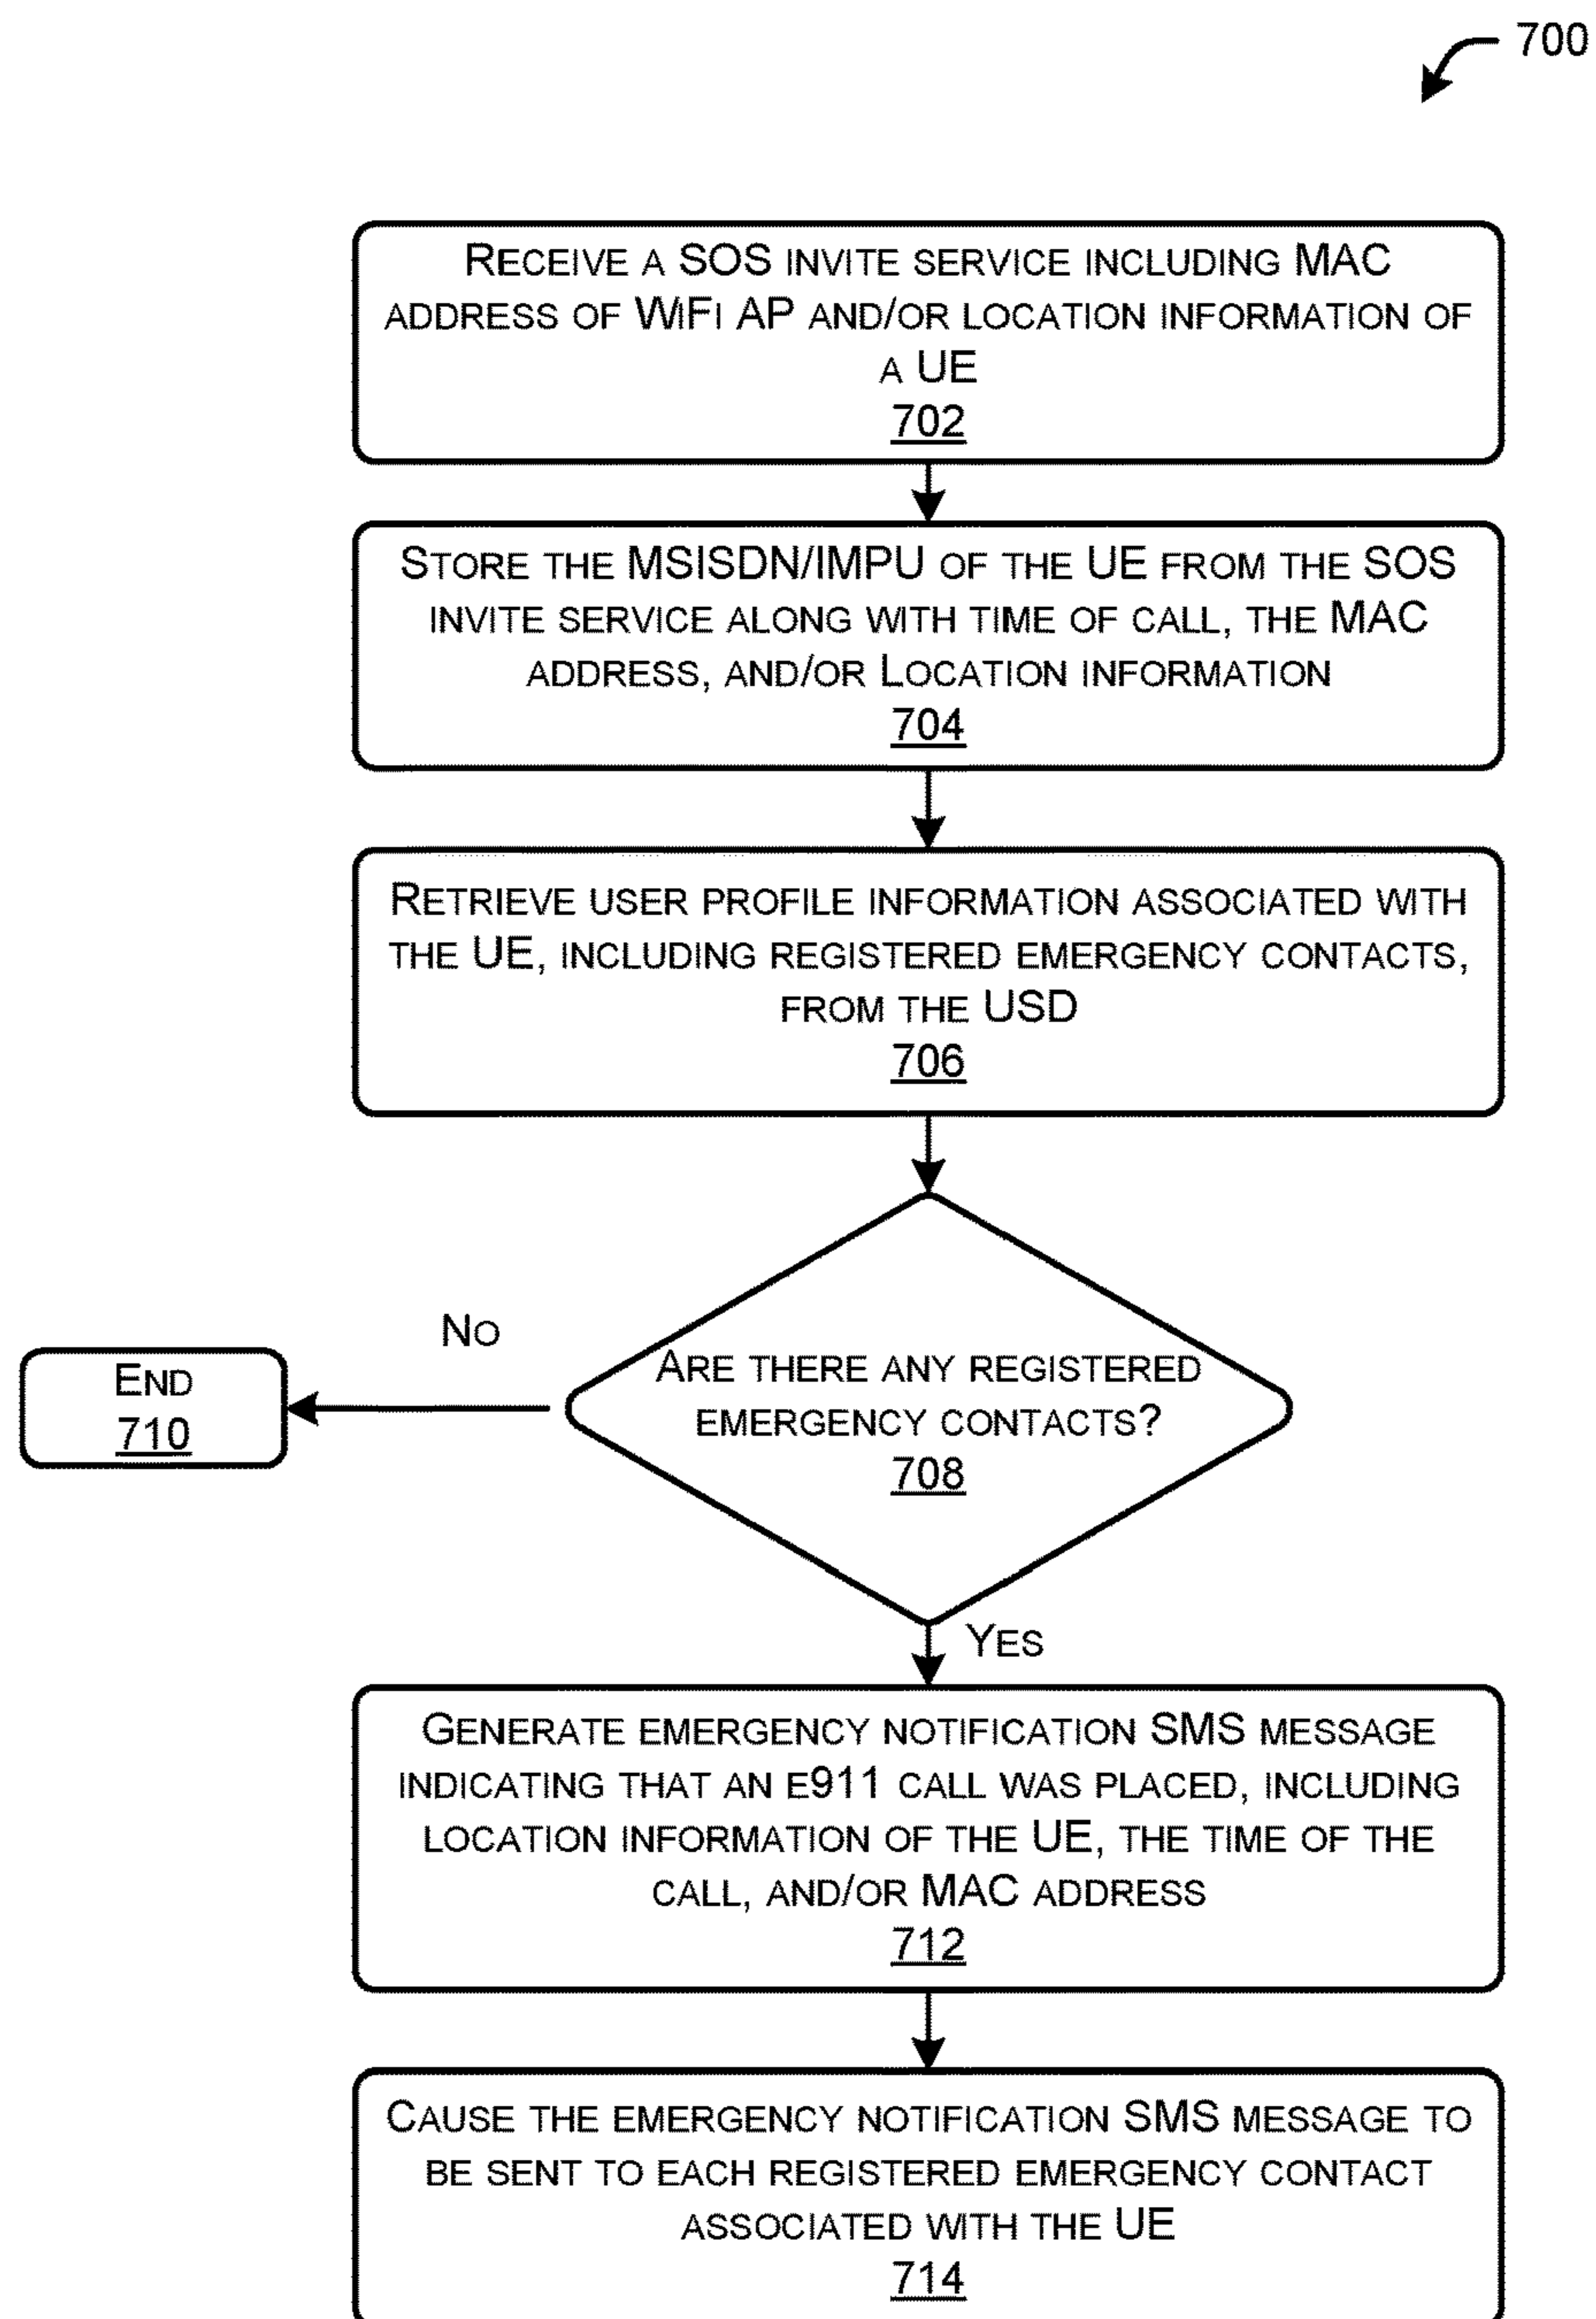 700
RECEIVE A SOS INVITE SERVICE INCLUDING MAC
ADDRESS OF WIFI AP AND/OR LOCATION INFORMATION OF
A UE
702
STORE THE MSISDN/IMPU OF THE UE FROM THE SOS
INVITE SERVICE ALONG WITH TIME OF CALL, THE MAC
ADDRESS, AND/OR LOCATION INFORMATION
704
RETRIEVE USER PROFILE INFORMATION ASSOCIATED WITH
THE UE, INCLUDING REGISTERED EMERGENCY CONTACTS,
FROM THE USD
706
ARE THERE ANY REGISTERED
EMERGENCY CONTACTS?
708
NO
END
710
YES
GENERATE EMERGENCY NOTIFICATION SMS MESSAGE
INDICATING THAT AN E911 CALL WAS PLACED, INCLUDING
LOCATION INFORMATION OF THE UE, THE TIME OF THE
CALL, AND/OR MAC ADDRESS
712
CAUSE THE EMERGENCY NOTIFICATION SMS MESSAGE TO
BE SENT TO EACH REGISTERED EMERGENCY CONTACT
ASSOCIATED WITH THE UE
714